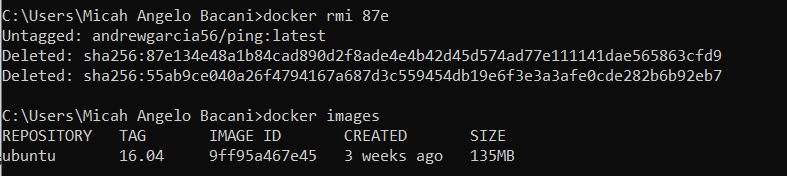 C:\Users\Micah Angelo Bacani>docker rmi 87e
Untagged: andrewgarcia56/ping:latest
Deleted: sha256:87e134e48a1b84cad890d2f8ade4e4b42d45d574ad77e111141dae565863cfd9
Deleted: sha256:55ab9ce040a26f4794167a687d3c559454db19e6f3e3a3afe0cde282b6b92eb7
C:\Users\Micah Angelo Bacani>docker images
REPOSITORY TAG IMAGE ID CREATED SIZE
ubuntu 16.04 9ff95a467e45 3 weeks ago 135MB